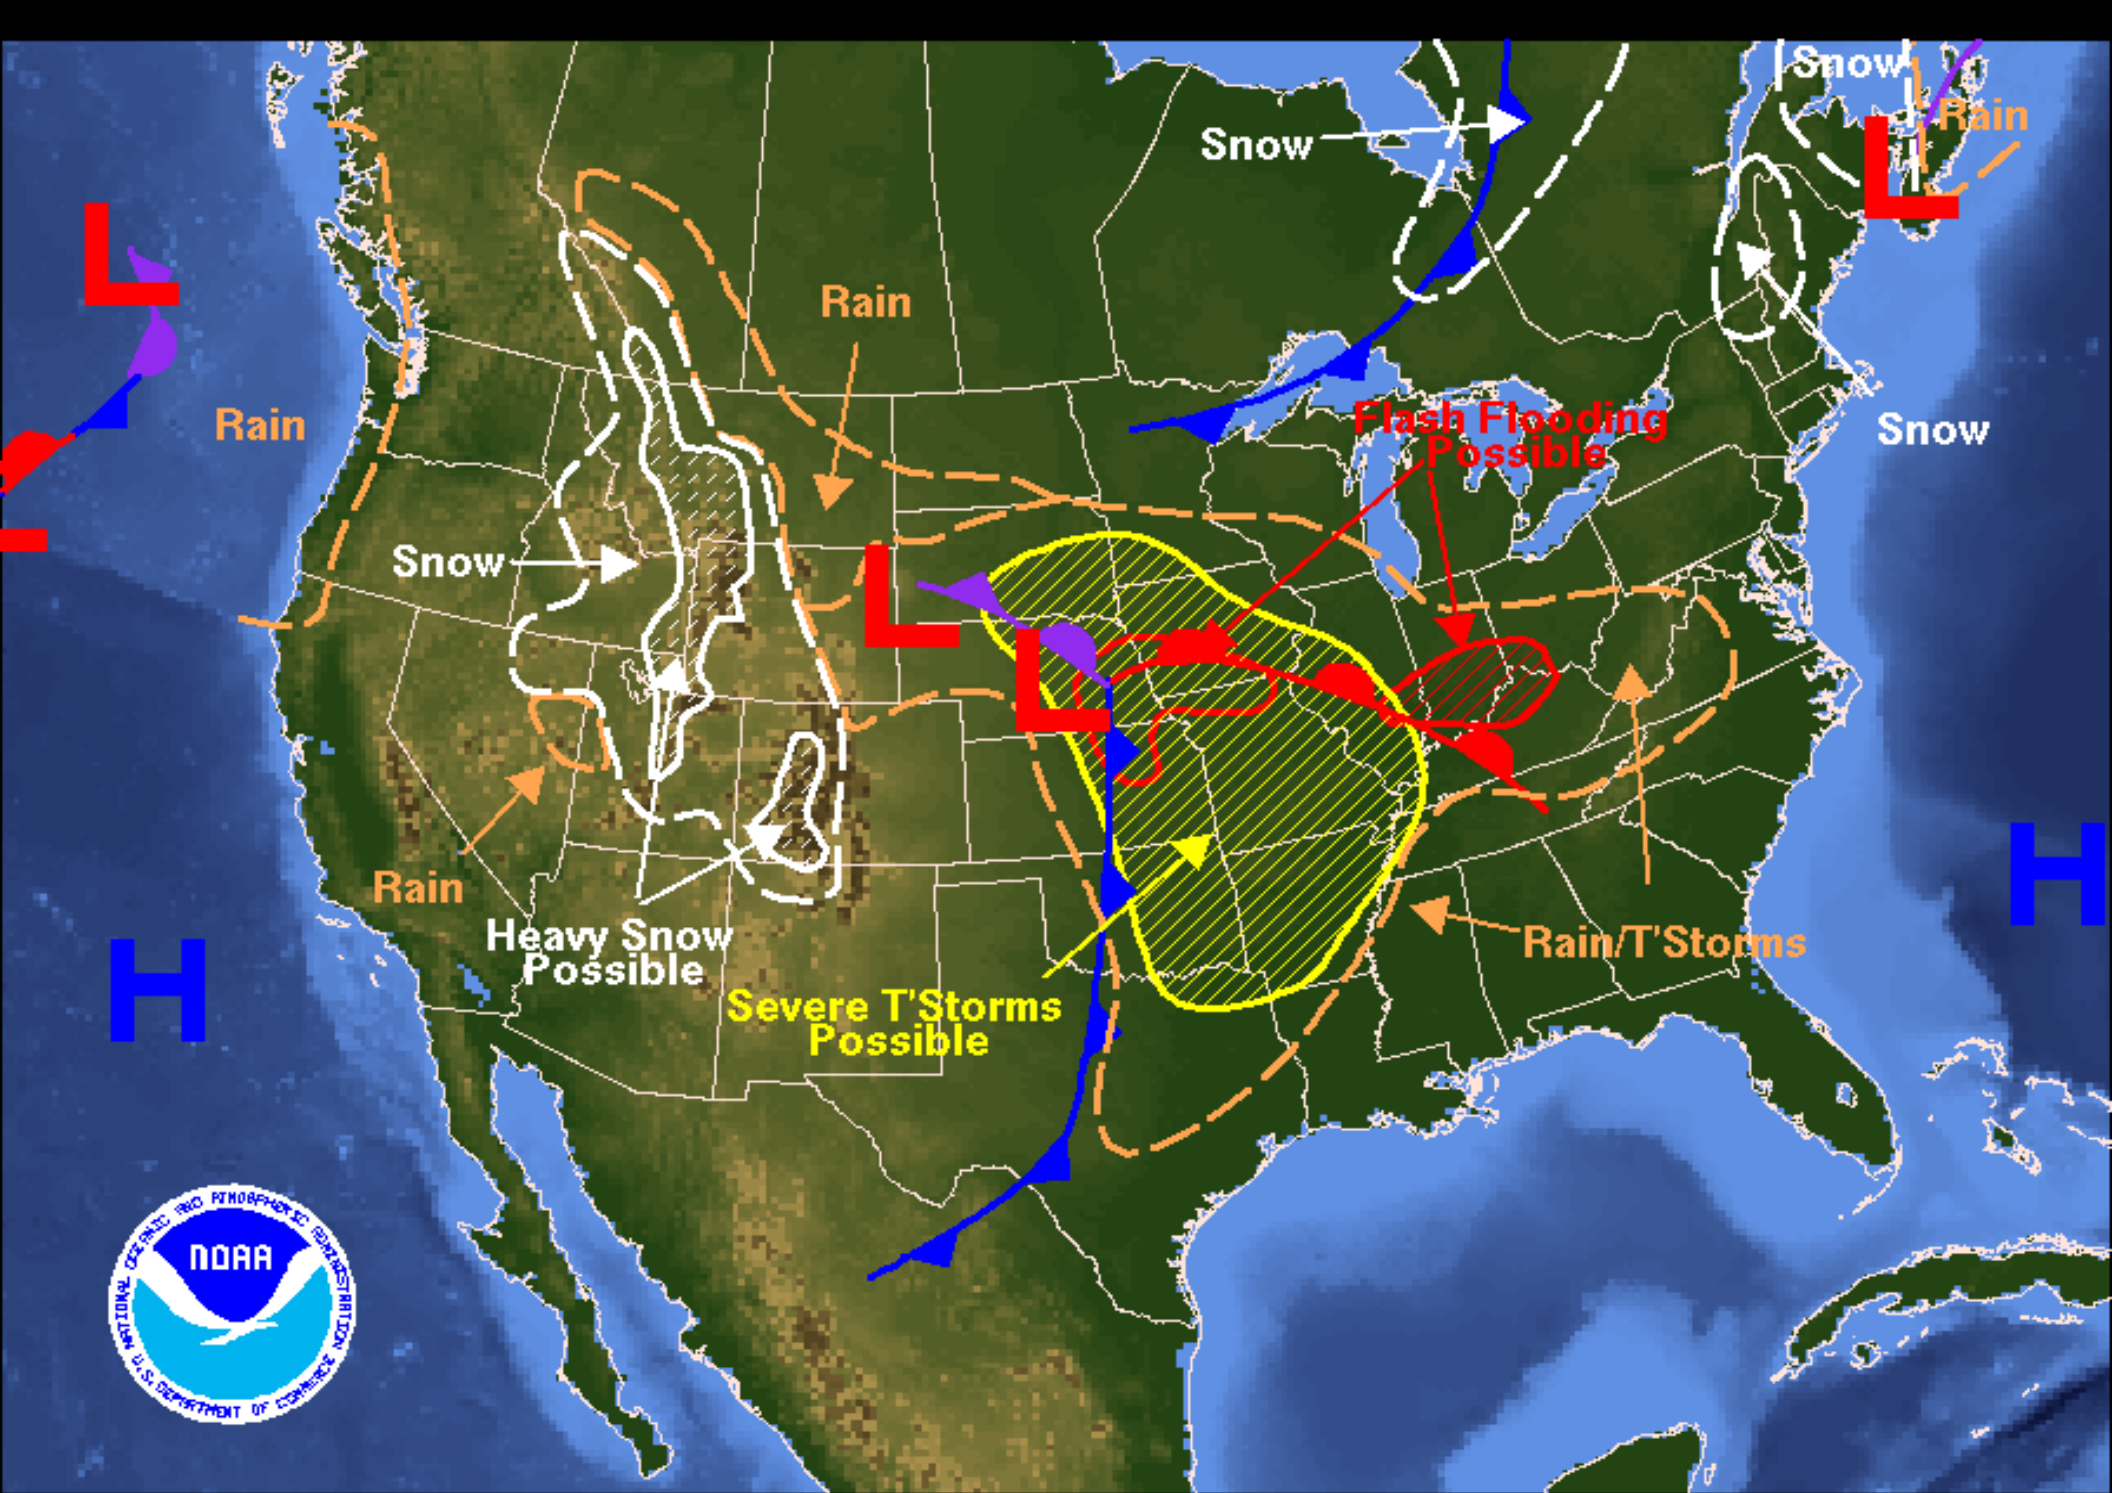 Snow
Rain
Snow
L
L
Rain
Flash Flooding
Possible
Rain
Snow
L
Snow
L
Rain
Heavy Snow
Possible
Rain/T'Storms
H
H
Severe T'Storms
Possible
NATIONAL OCEANIC AND ATMOSPHERIC ADMINISTRATION
NOAA
U.S. DEPARTMENT OF COMMERCE